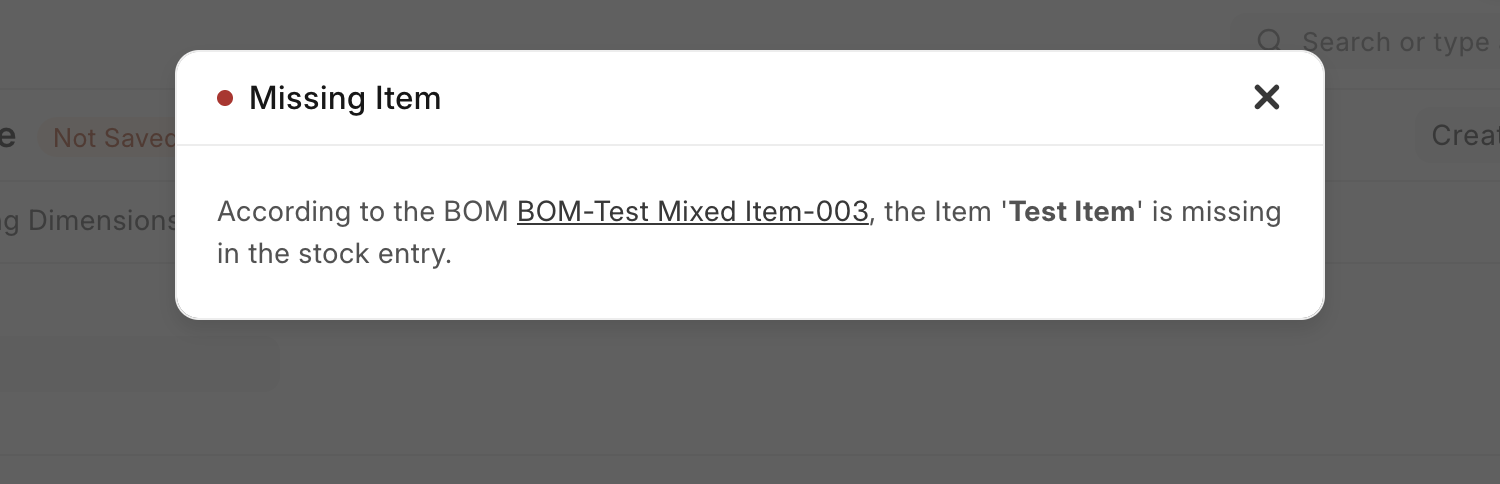 Search or type
Missing Item
e Not Saved
Creat
ng Dimensions
According to the BOM BOM-Test Mixed Item-003, the Item 'Test Item' is missing
in the stock entry.